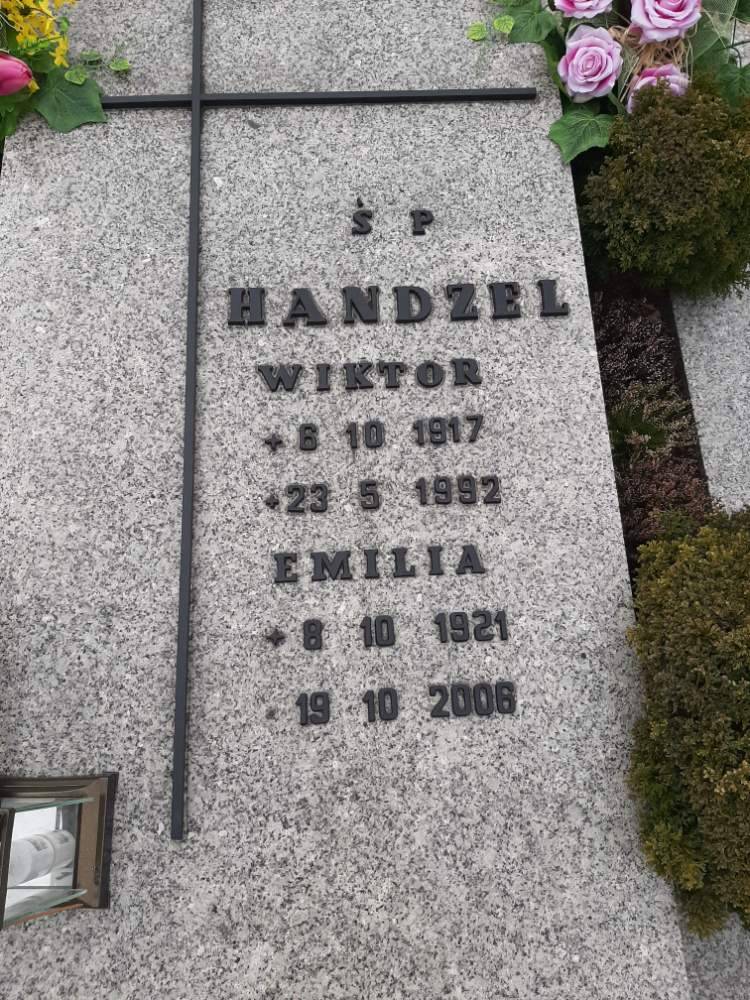 Ś P
HANDZEL
WIKTOR
+ 6 10 1917
+ 23 5 1992
EMILIA
+ 8 10 1921
19 10 2006